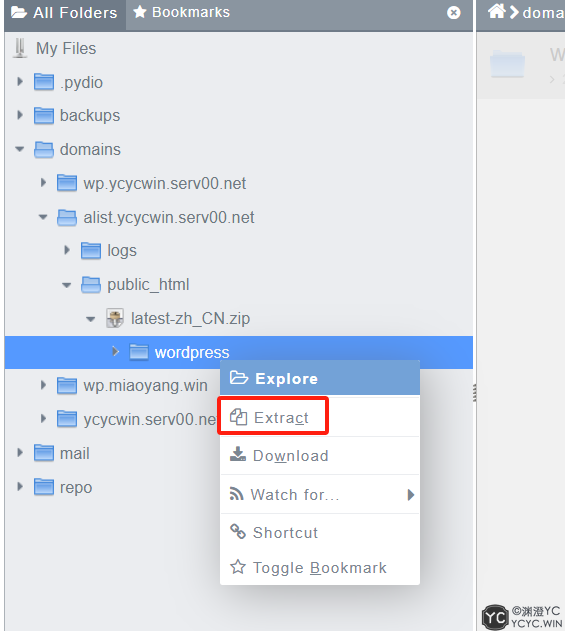 All Folders
Bookmarks
doma
My Files
.pydio
backups
domains
wp.ycycwin.serv00.net
alist.ycycwin.serv00.net
logs
public_html
latest-zh_CN.zip
wordpress
Explore
wp.miaoyang.win
Extract
ycycwin.serv00.ne
mail
Download
repo
Watch for...
Shortcut
Toggle Bookmark
YC
©渊澄YC
YCYC.WIN